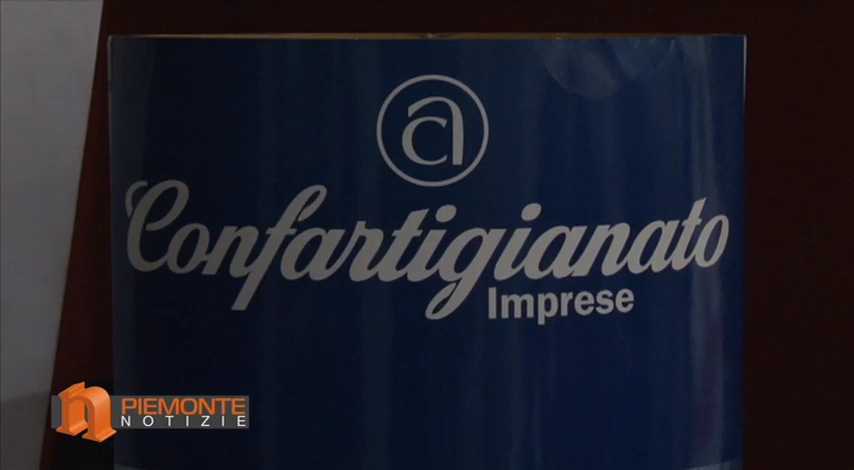 a
Confartigianato
Imprese
PIEMONTE
NOTIZIE